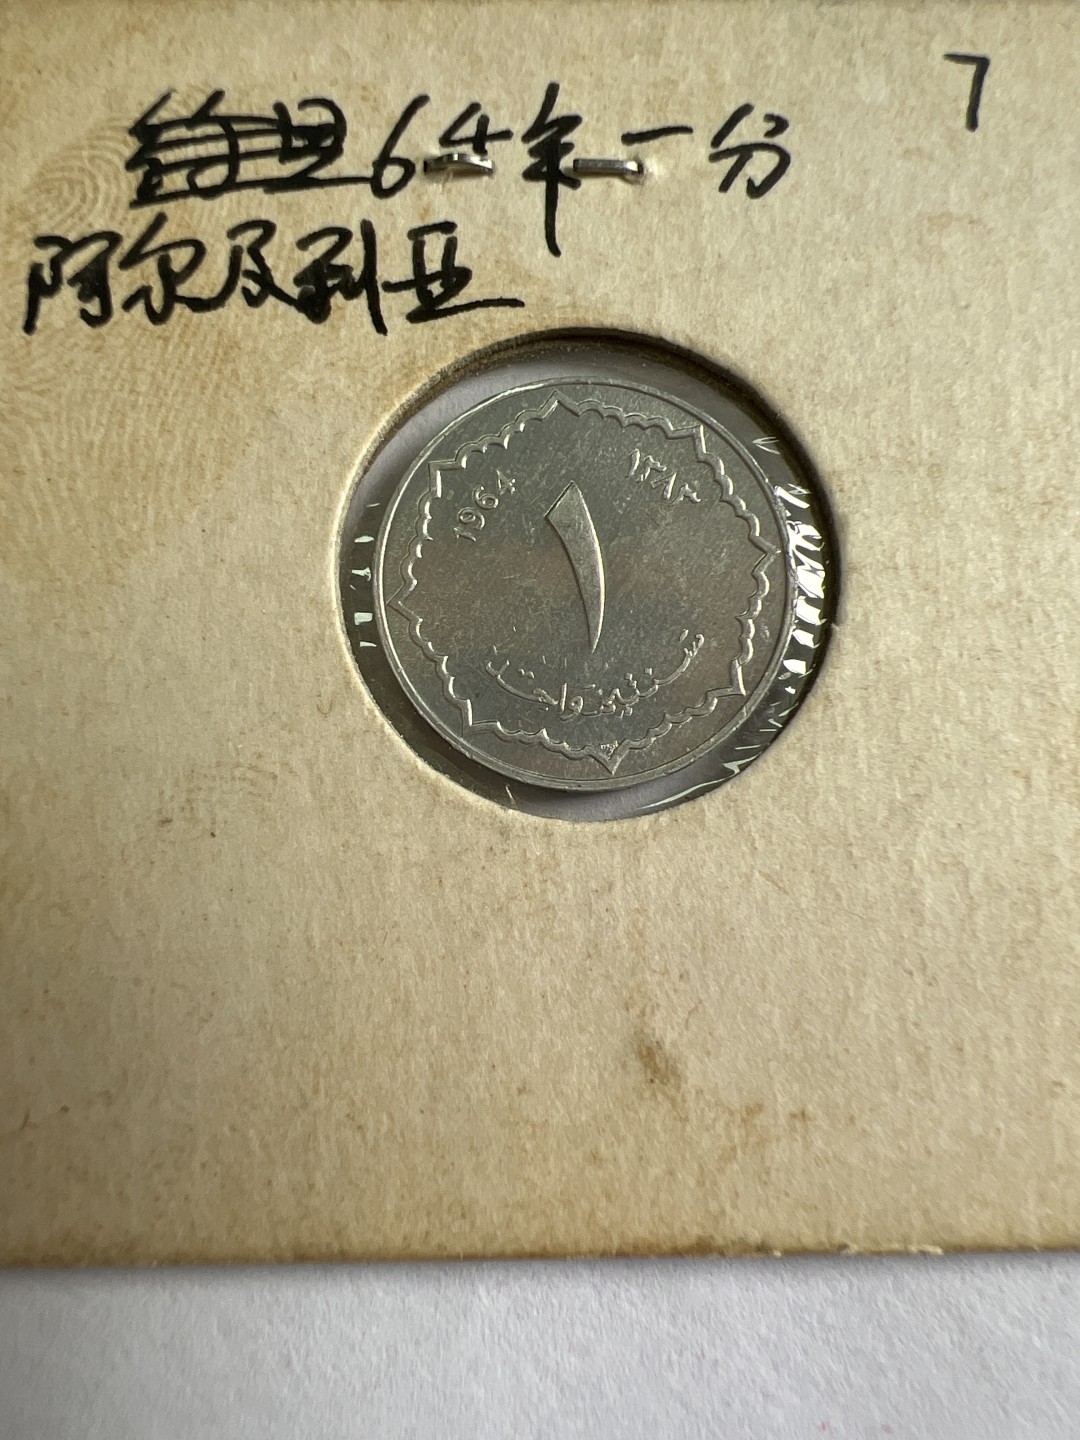 7
64年一分
阿尔及利亚
1964 ١٣٨٣
١
سنتيم واحد